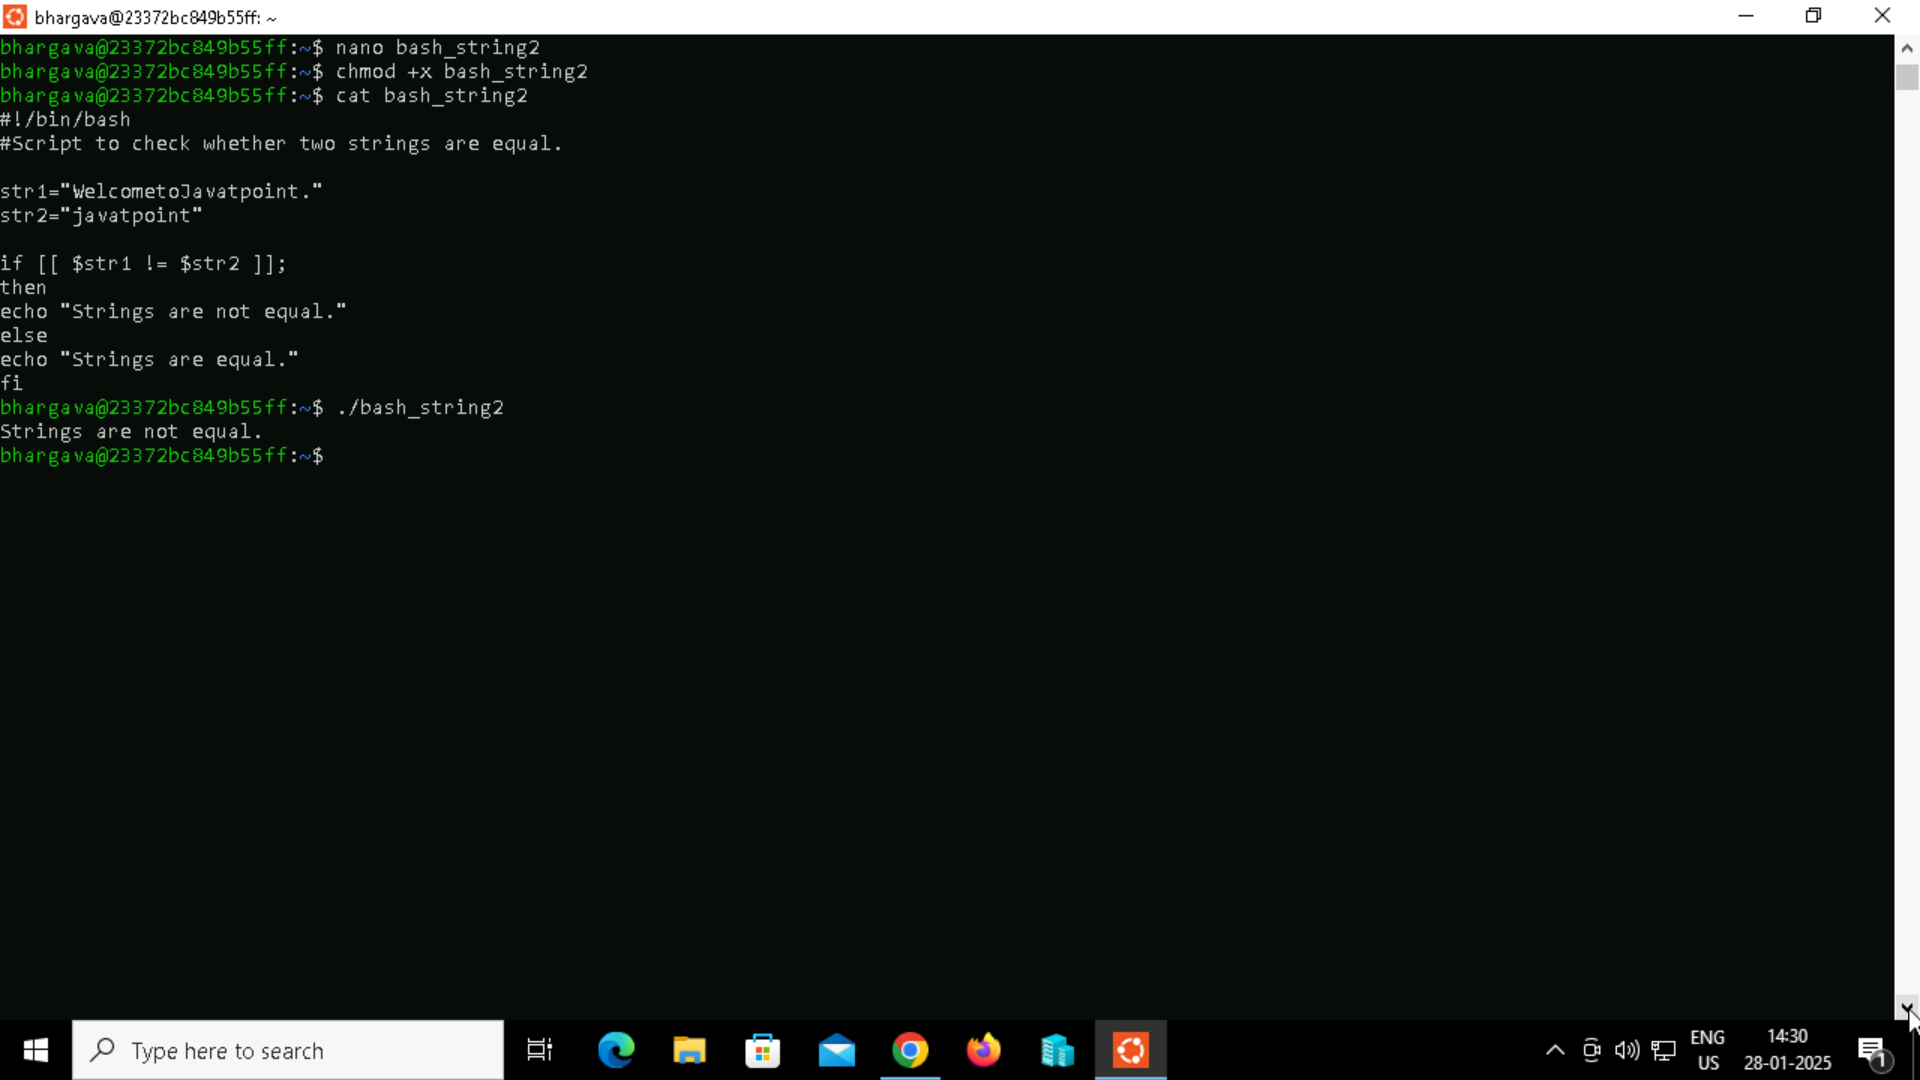 bhargava@23372bc849b55ff: ~
bhargava@23372bc849b55ff:~$ nano bash_string2
bhargava@23372bc849b55ff:~$ chmod +x bash_string2
bhargava@23372bc849b55ff:~$ cat bash_string2
#!/bin/bash
#Script to check whether two strings are equal.
str1="WelcometoJavatpoint."
str2="javatpoint"
if [[ $str1 != $str2 ]];
then
echo "Strings are not equal."
else
echo "Strings are equal."
fi
bhargava@23372bc849b55ff:~$ ./bash_string2
Strings are not equal.
bhargava@23372bc849b55ff:~$
Type here to search
ENG
US
14:30
28-01-2025
1